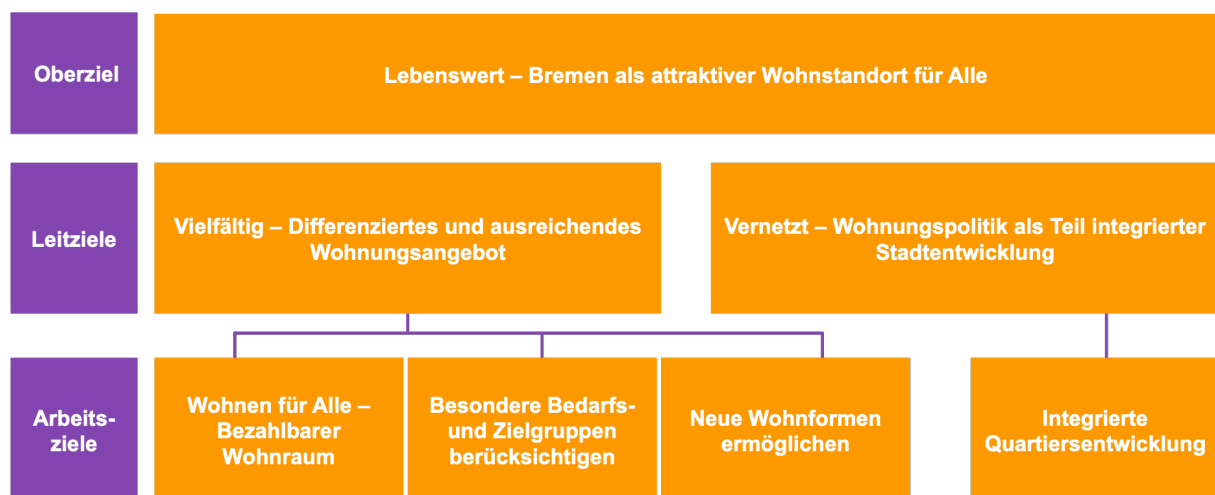 Oberziel
Lebenswert – Bremen als attraktiver Wohnstandort für Alle
Leitziele
Vielfältig – Differenziertes und ausreichendes
Wohnungsangebot
Vernetzt – Wohnungspolitik als Teil integrierter
Stadtentwicklung
Arbeits-
ziele
Wohnen für Alle –
Bezahlbarer
Wohnraum
Besondere Bedarfs-
und Zielgruppen
berücksichtigen
Neue Wohnformen
ermöglichen
Integrierte
Quartiersentwicklung